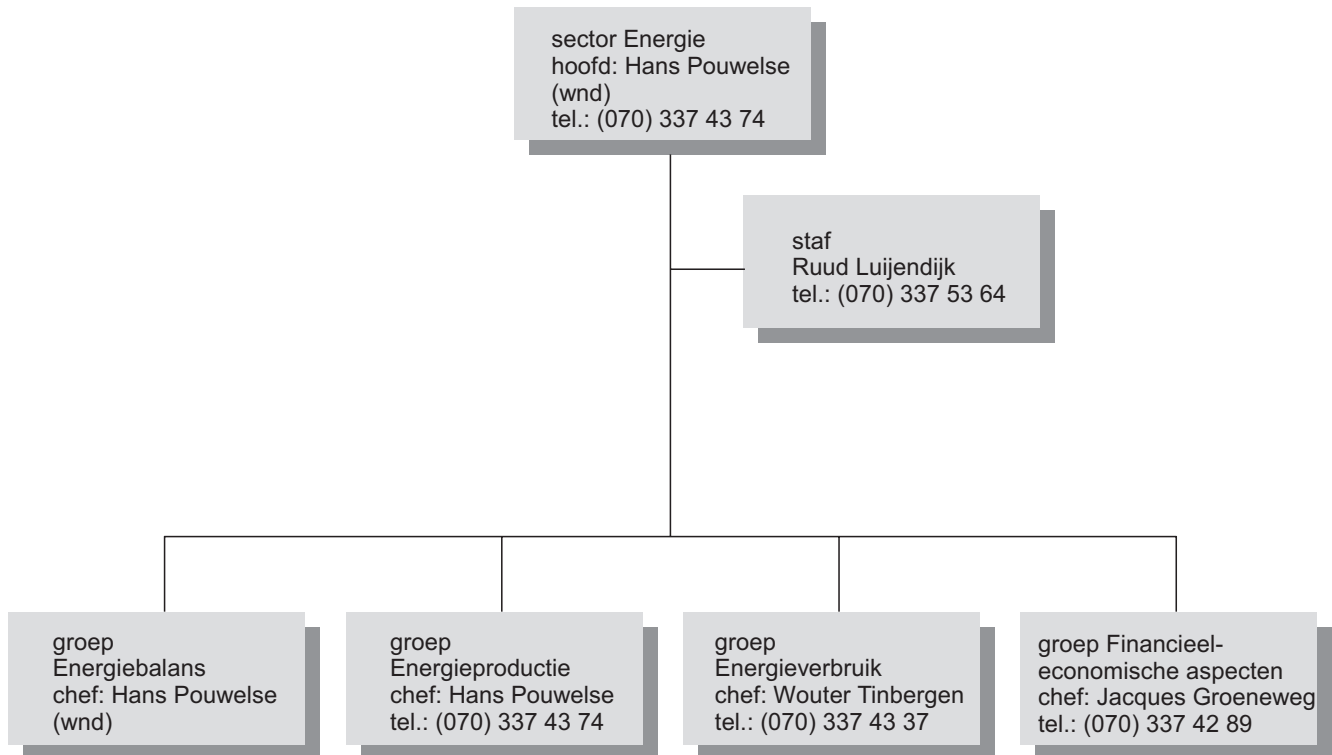 sector Energie
hoofd: Hans Pouwelse
(wnd)
tel.: (070) 337 43 74
staf
Ruud Luijendijk
tel.: (070) 337 53 64
groep
Energiebalans
chef: Hans Pouwelse
(wnd)
groep
Energieproductie
chef: Hans Pouwelse
tel.: (070) 337 43 74
groep
Energieverbruik
chef: Wouter Tinbergen
tel.: (070) 337 43 37
groep Financieel-
economische aspecten
chef: Jacques Groeneweg
tel.: (070) 337 42 89